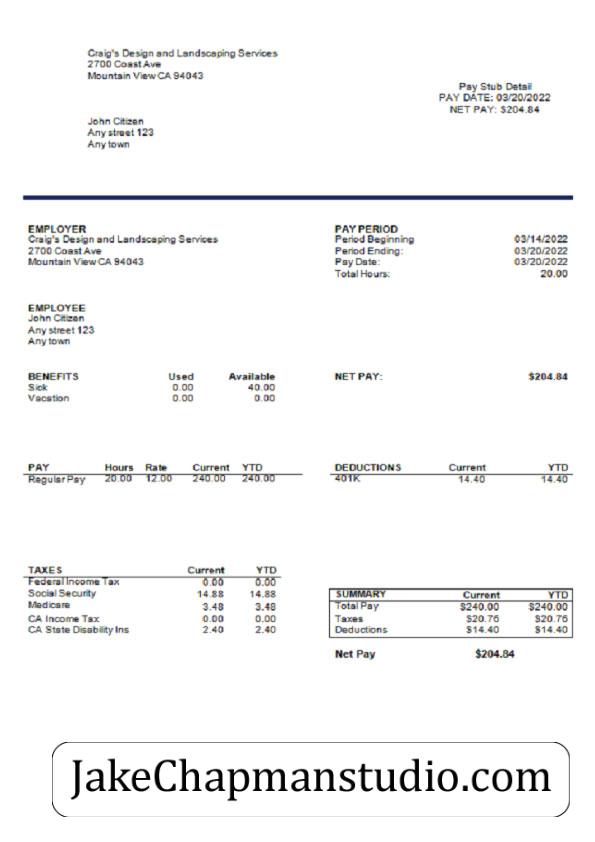 Craig's Design and Landscaping Services
2700 Coast Ave
Mountain View CA 94043
Pay Stub Detail
PAY DATE: 03/20/2022
NET PAY: $204.84
John Citizen
Any street 123
Any town
EMPLOYER
Craig's Design and Landscaping Services
2700 Coast Ave
Mountain View CA 94043
PAY PERIOD
Period Beginning 03/14/2022
Period Ending: 03/20/2022
Pay Date: 03/20/2022
Total Hours: 20.00
EMPLOYEE
John Citizen
Any street 123
Any town
BENEFITS Used Available
Sick 0.00 40.00
Vacation 0.00 0.00
NET PAY: $204.84
PAY Hours Rate Current YTD
Regular Pay 20.00 12.00 240.00 240.00
DEDUCTIONS Current YTD
401K 14.40 14.40
TAXES Current YTD
Federal Income Tax 0.00 0.00
Social Security 14.88 14.88
Medicare 3.48 3.48
CA Income Tax 0.00 0.00
CA State Disability Ins 2.40 2.40
SUMMARY Current YTD
Total Pay $240.00 $240.00
Taxes $20.76 $20.76
Deductions $14.40 $14.40
Net Pay $204.84
JakeChapmanstudio.com